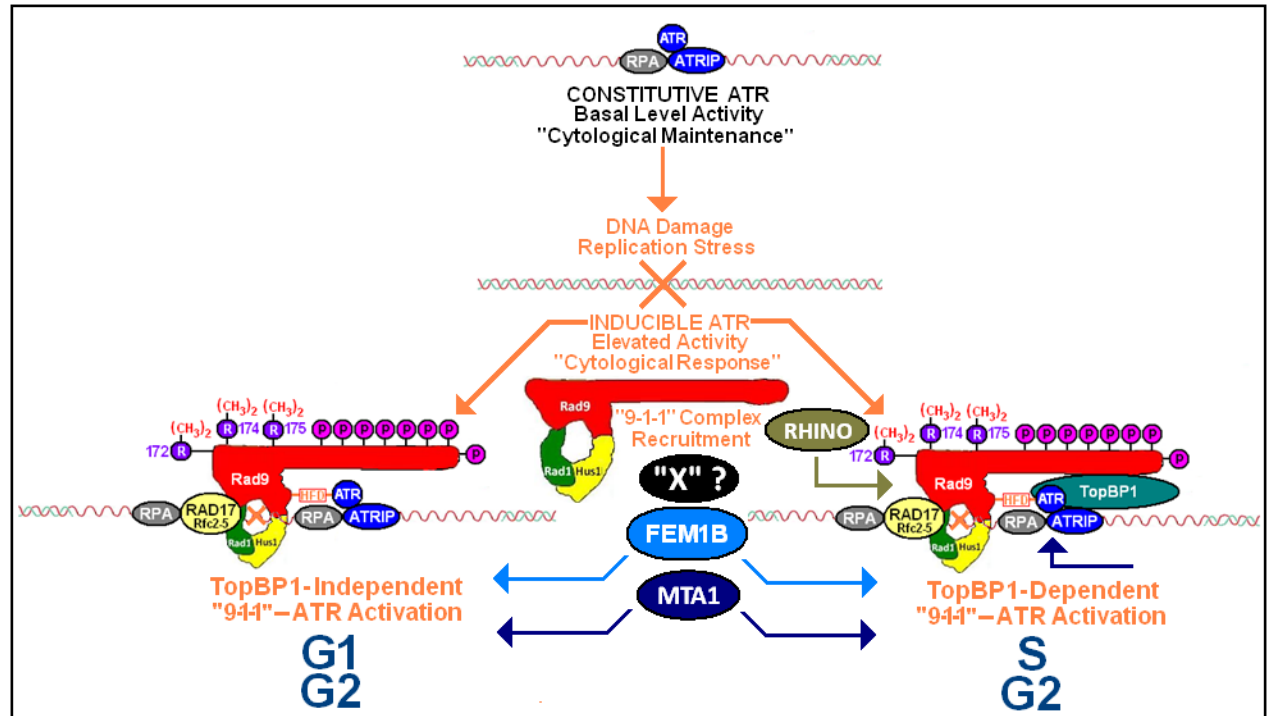 ATR
RPA
ATRIP
CONSTITUTIVE ATR
Basal Level Activity
"Cytological Maintenance"
DNA Damage
Replication Stress
INDUCIBLE ATR
Elevated Activity
"Cytological Response"
Rad9
"9-1-1" Complex
Recruitment
Rad1
Hus1
(CH₃)₂
(CH₃)₂
(CH₃)₂
172 R
R 174
R 175
P P P P P P P
P
Rad9
HFD
ATR
RPA
RAD17
Rfc2-5
RPA
ATRIP
Rad1
Hus1
TopBP1-Independent
"9-1-1"–ATR Activation
G1
G2
"X" ?
FEM1B
MTA1
RHINO
(CH₃)₂
(CH₃)₂
(CH₃)₂
172 R
R 174
R 175
P P P P P P P
P
Rad9
HFD
ATR
TopBP1
RPA
RAD17
Rfc2-5
RPA
ATRIP
Rad1
Hus1
TopBP1-Dependent
"9-1-1"–ATR Activation
S
G2